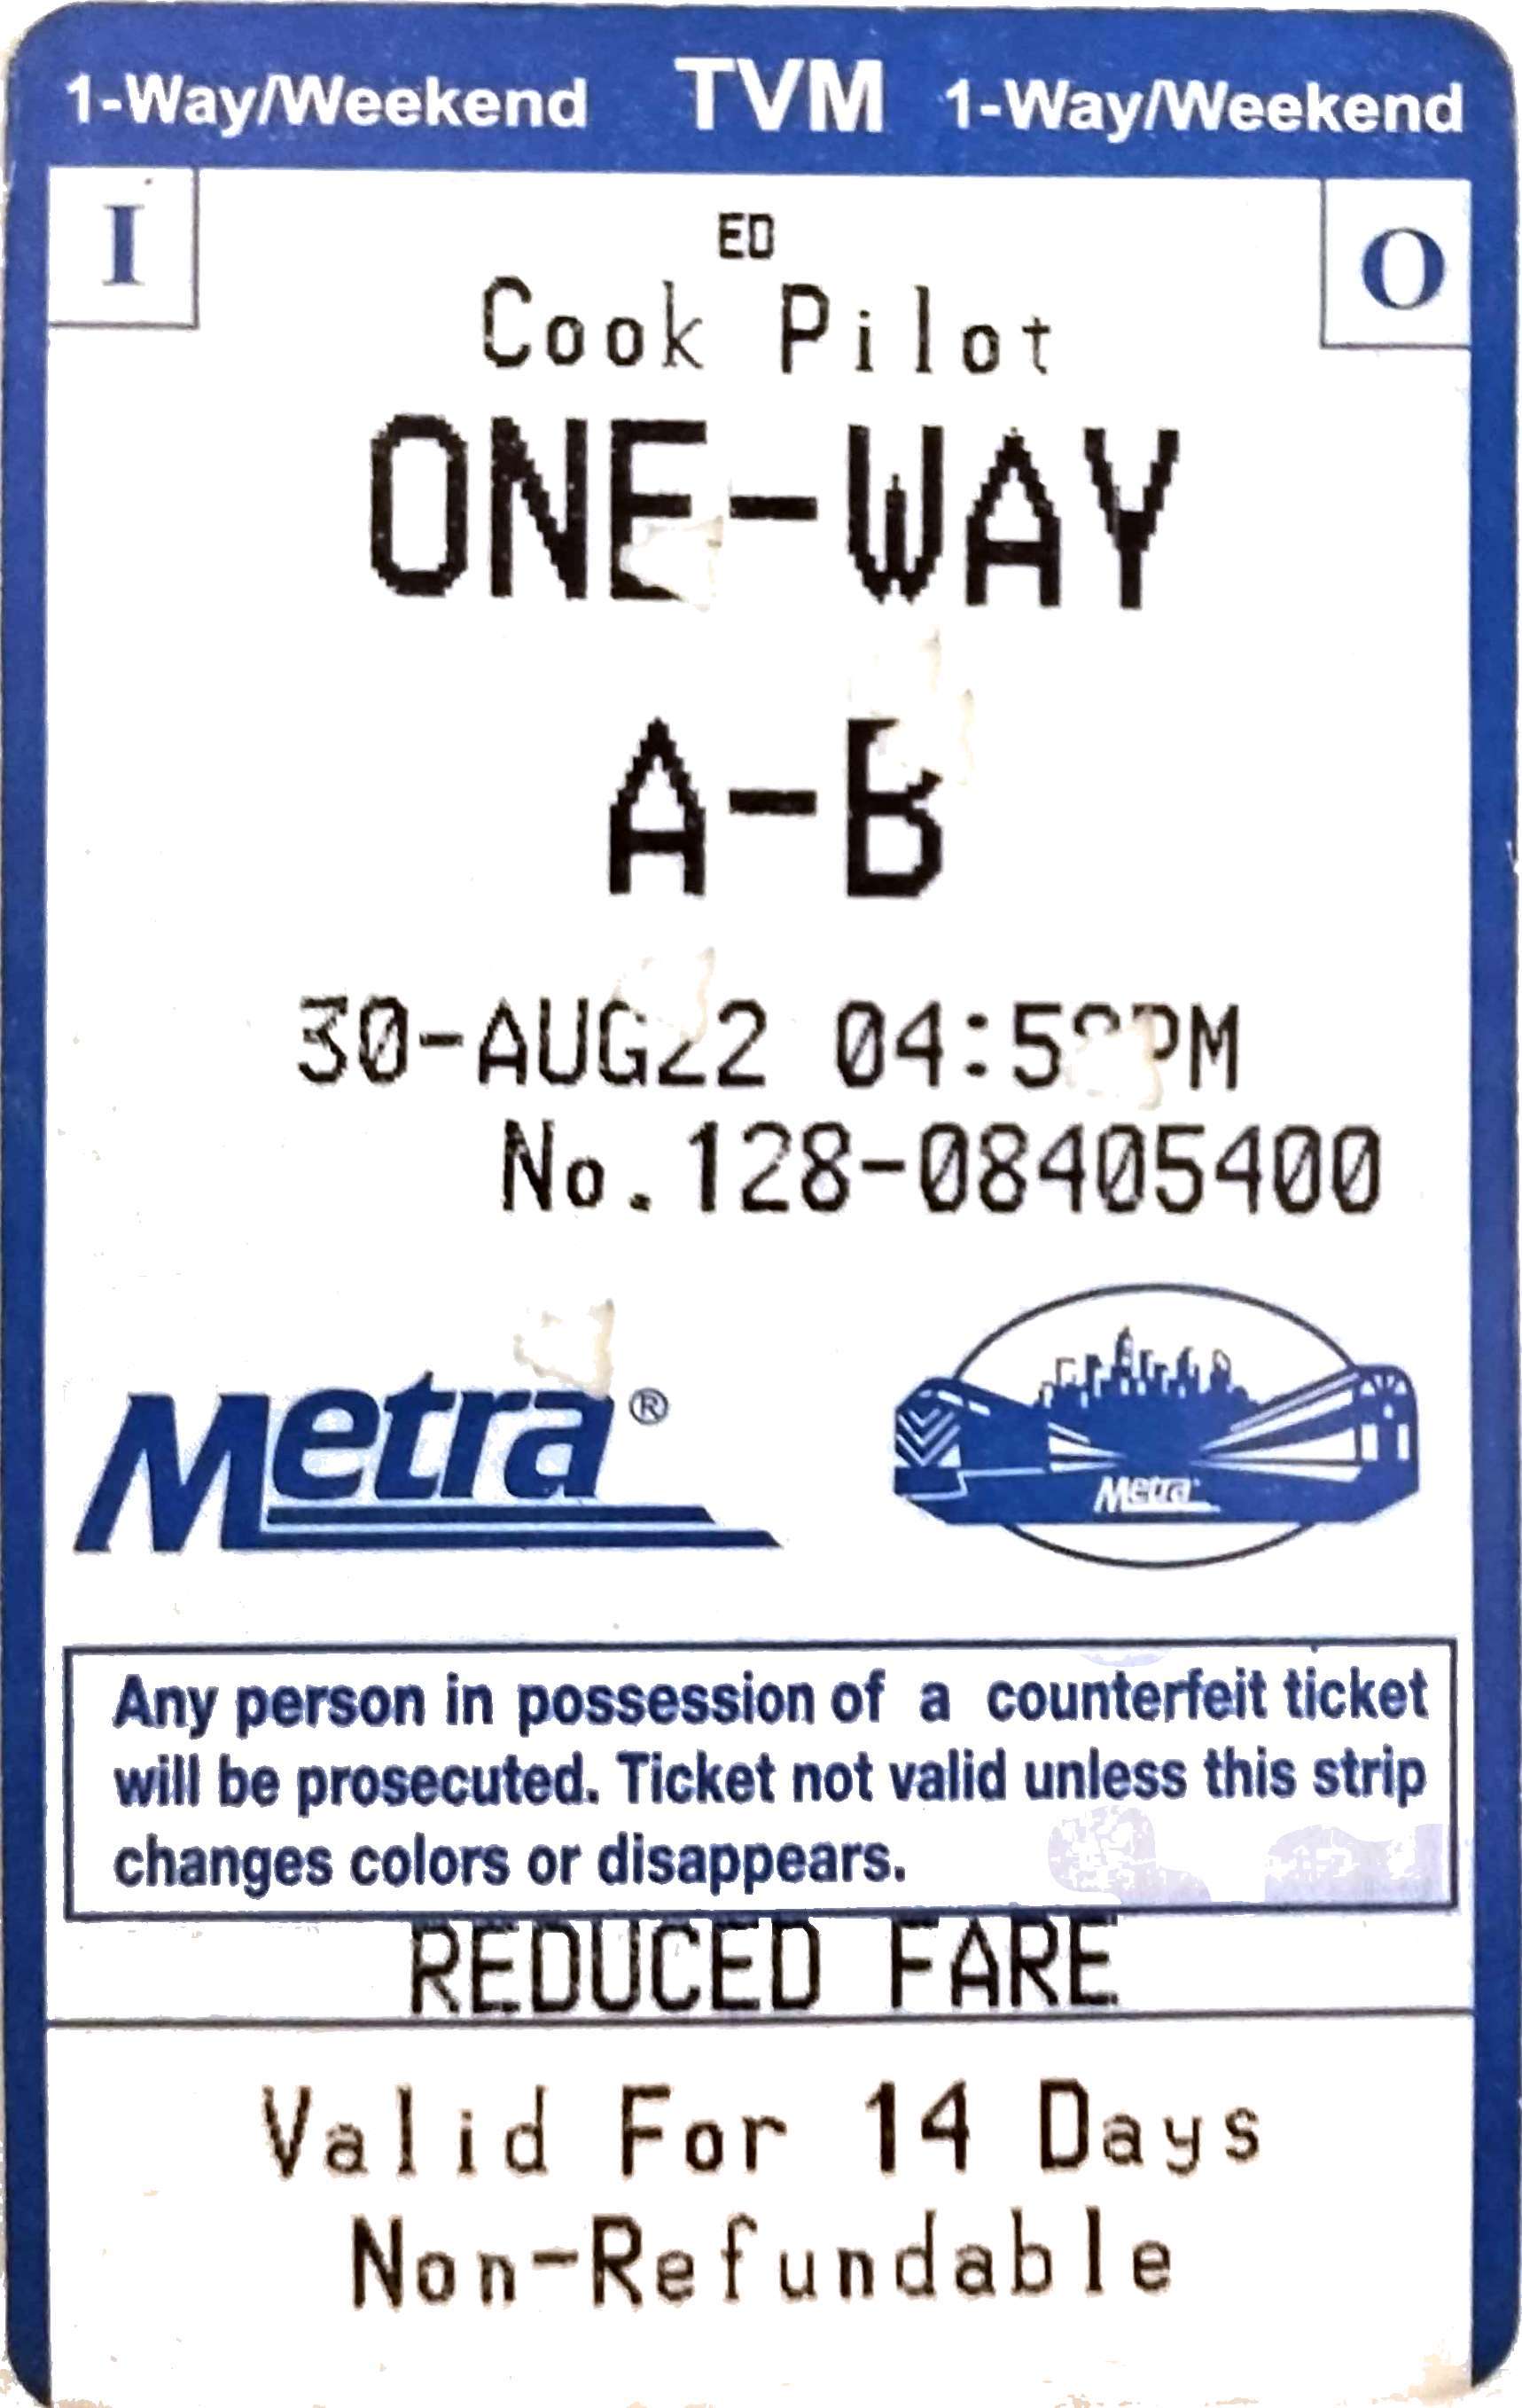 1-Way/Weekend TVM 1-Way/Weekend
I O
ED
Cook Pilot
ONE-WAY
A-B
30-AUG22
No.128-08405400
Metra®
Metra
Any person in possession of a counterfeit ticket
will be prosecuted. Ticket not valid unless this strip
changes colors or disappears.
REDUCED FARE
Valid For 14 Days
Non-Refundable